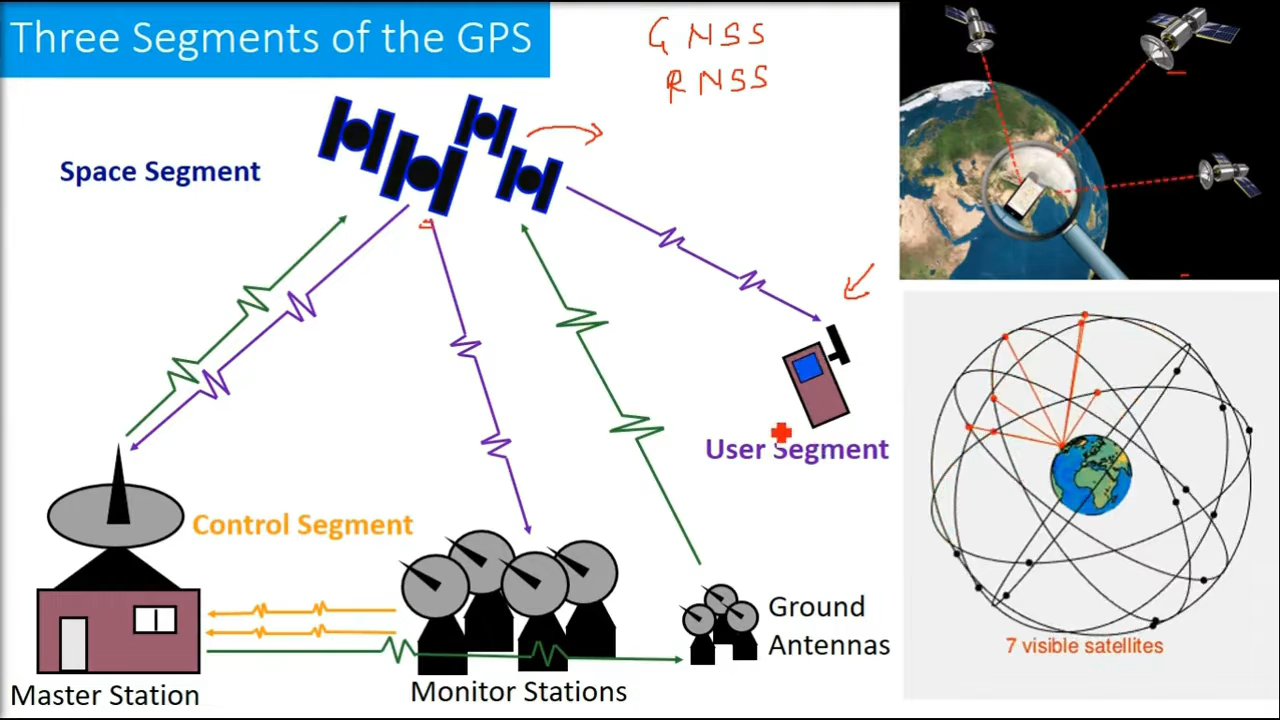 Three Segments of the GPS
GNSS
RNSS
Space Segment
User Segment
Control Segment
Ground
Antennas
Master Station
Monitor Stations
7 visible satellites